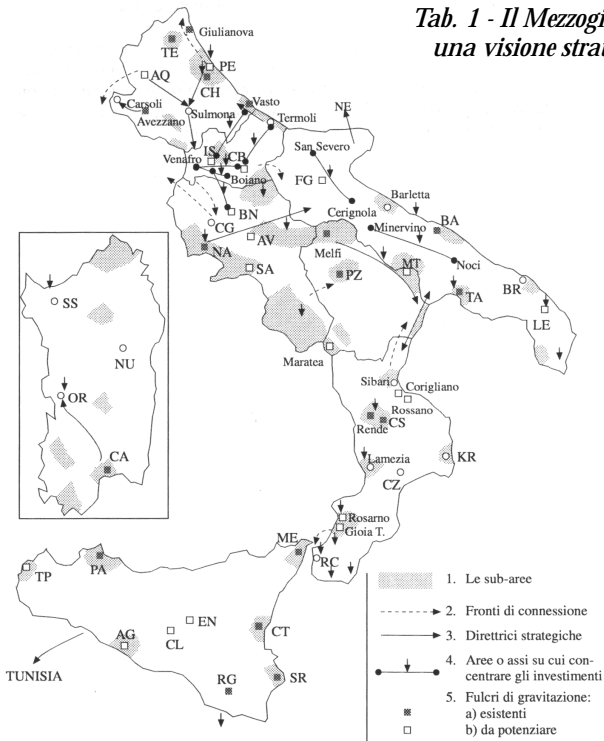 Tab. 1 - Il Mezzogi
una visione strat
Giulianova
TE
PE
AQ
CH
Carsoli
Avezzano
Sulmona
Vasto
Termoli
NE
IS
CB
Venafro
Boiano
San Severo
FG
BN
Cerignola
Barletta
CG
Minervino
BA
NA
AV
Melfi
Noci
SA
PZ
MT
TA
BR
LE
Maratea
Sibari
Corigliano
Rossano
Rende
CS
Lamezia
CZ
KR
Rosarno
Gioia T.
RC
SS
NU
OR
CA
ME
TP
PA
EN
CL
AG
CT
RG
SR
TUNISIA
1. Le sub-aree
2. Fronti di connessione
3. Direttrici strategiche
4. Aree o assi su cui con-
centrare gli investimenti
5. Fulcri di gravitazione:
a) esistenti
b) da potenziare